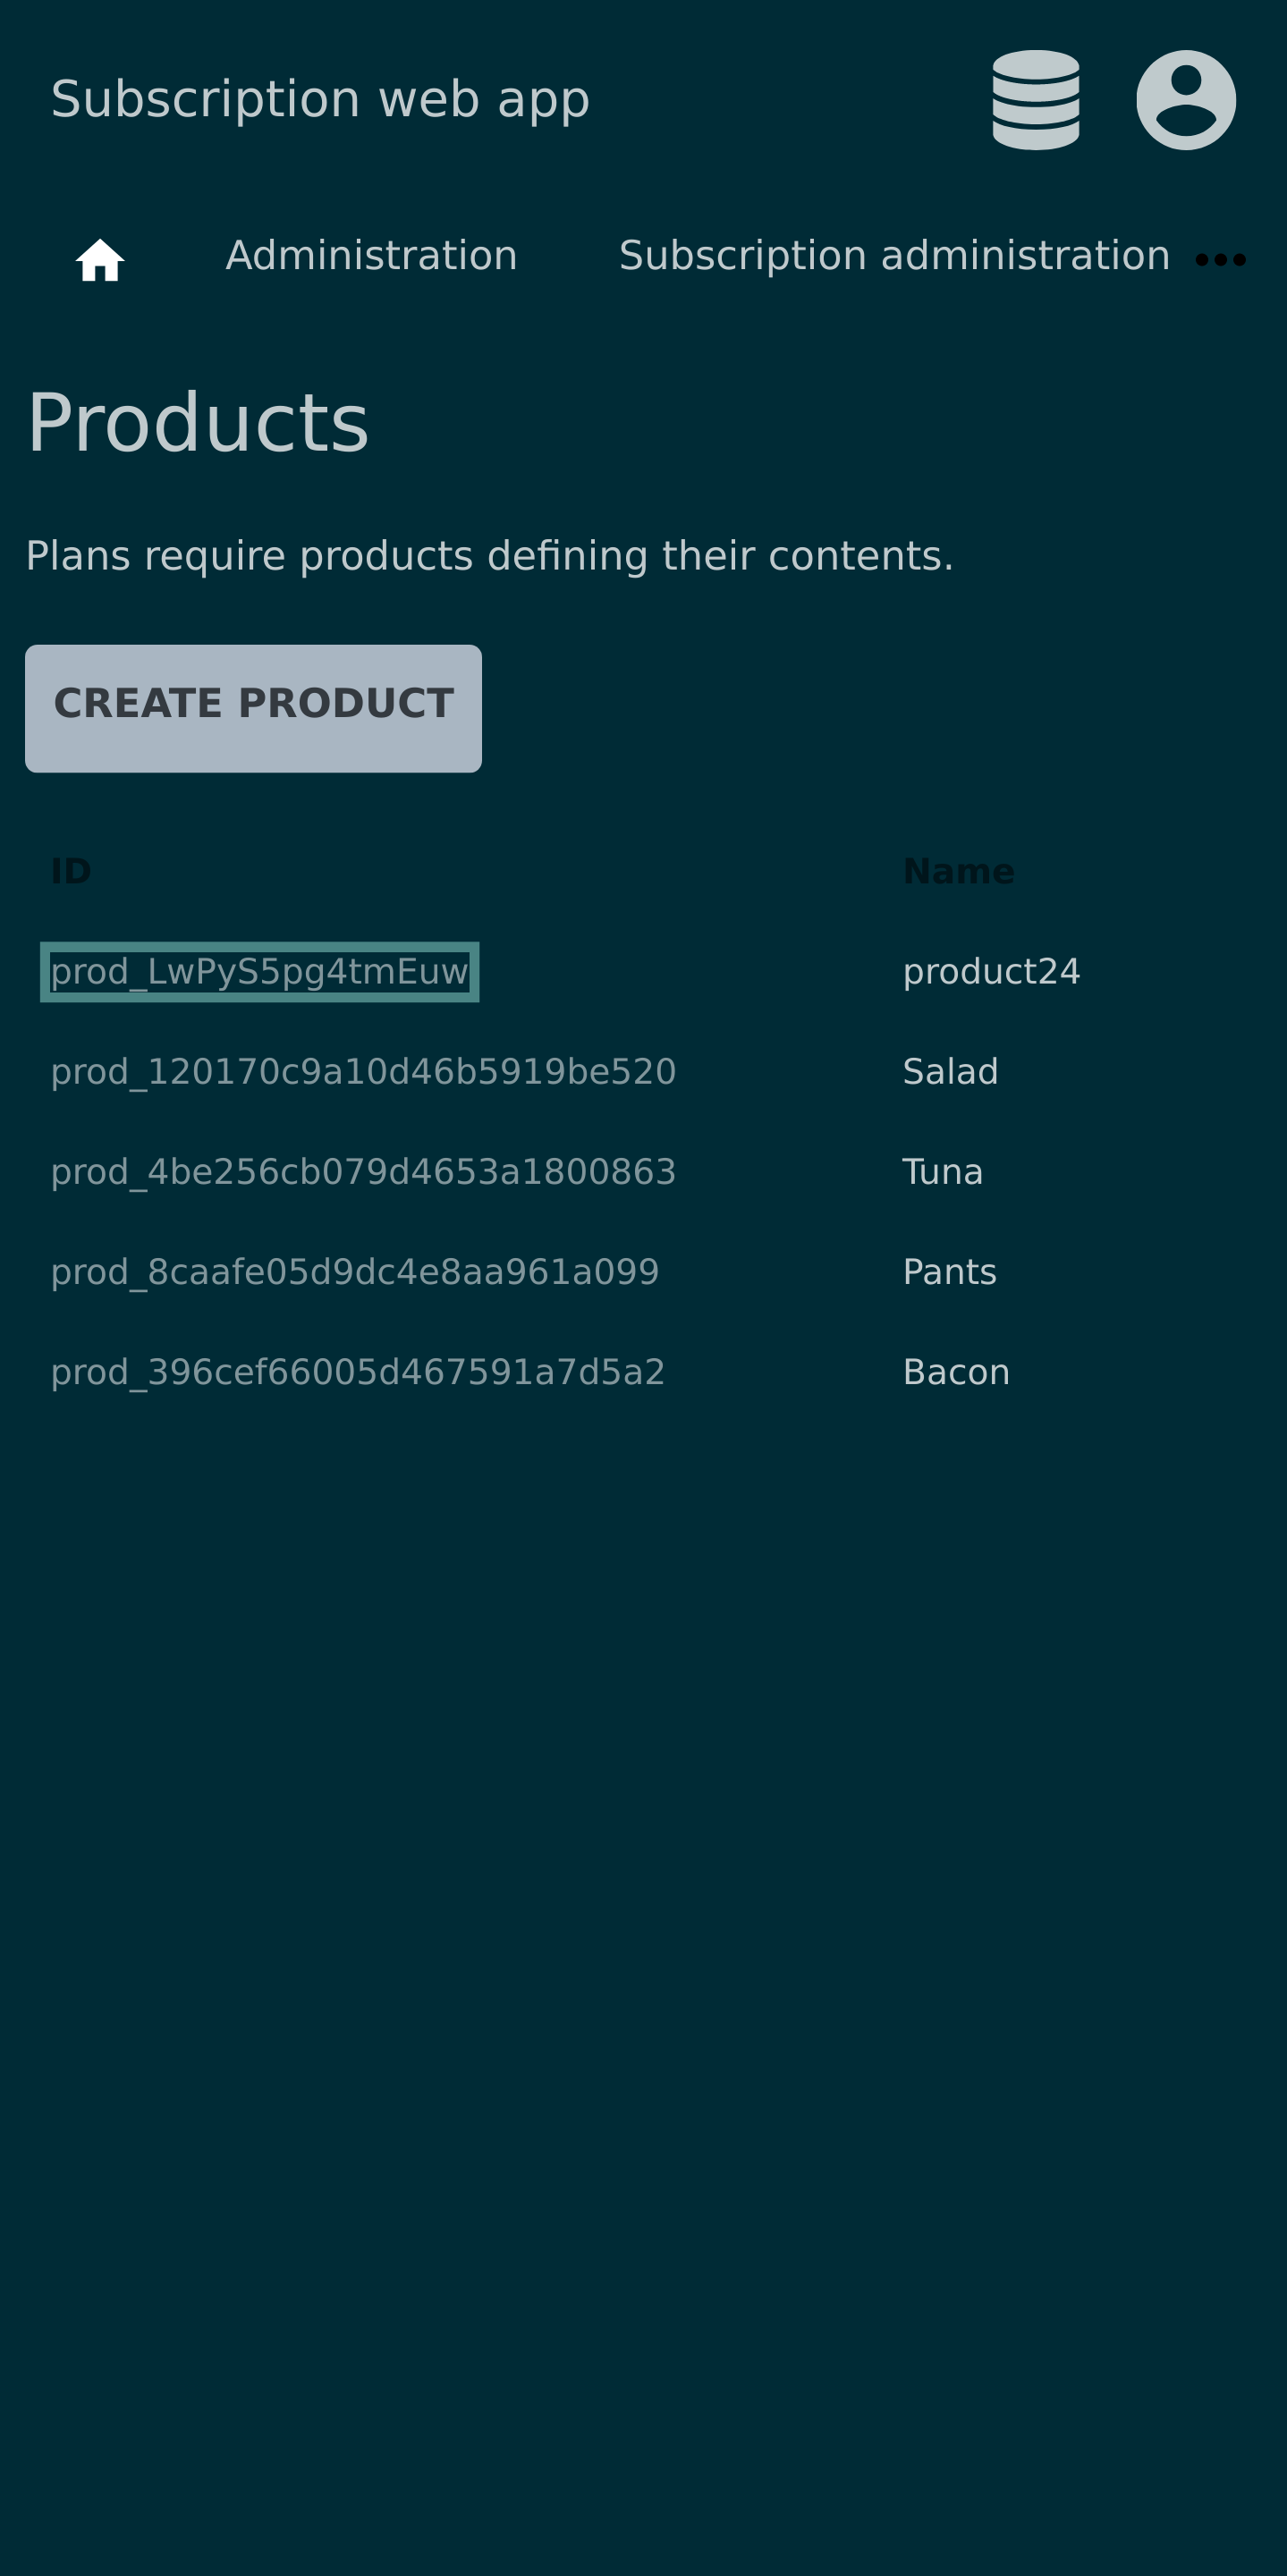 Subscription web app
Administration Subscription administration
Products
Plans require products defining their contents.
CREATE PRODUCT
ID Name
prod_LwPyS5pg4tmEuw product24
prod_120170c9a10d46b5919be520 Salad
prod_4be256cb079d4653a1800863 Tuna
prod_8caafe05d9dc4e8aa961a099 Pants
prod_396cef66005d467591a7d5a2 Bacon